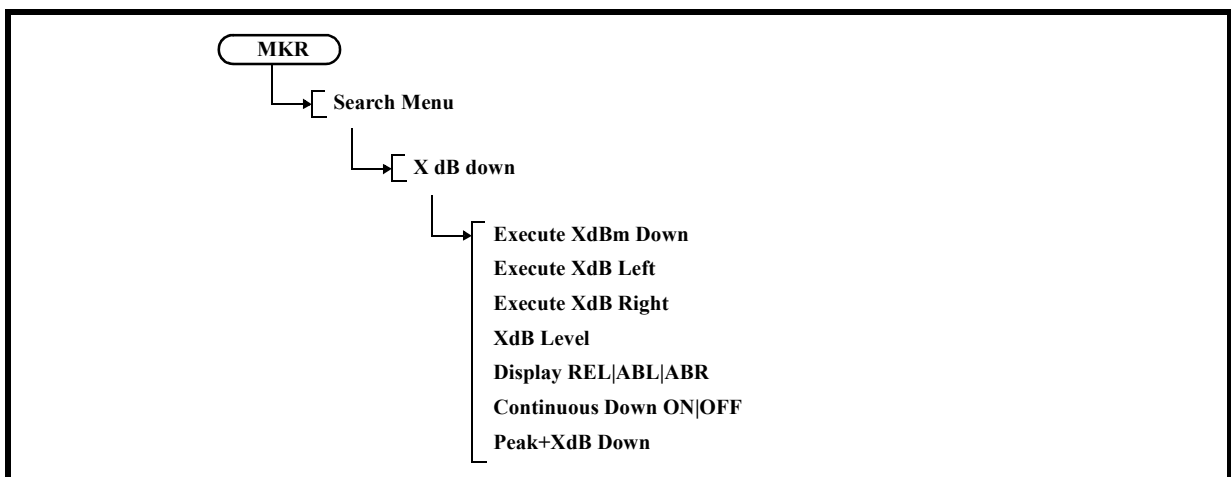 MKR
Search Menu
X dB down
Execute XdBm Down
Execute XdB Left
Execute XdB Right
XdB Level
Display REL|ABL|ABR
Continuous Down ON|OFF
Peak+XdB Down